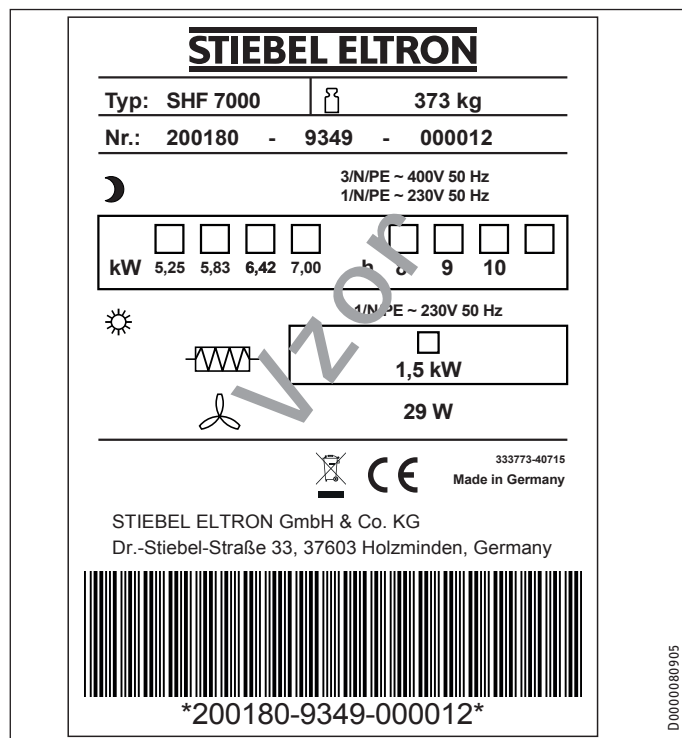 STIEBEL ELTRON
Typ: SHF 7000 373 kg
Nr.: 200180 - 9349 - 000012
3/N/PE ~ 400V 50 Hz
1/N/PE ~ 230V 50 Hz
kW 5,25 5,83 6,42 7,00 h 8 9 10
1/N/PE ~ 230V 50 Hz
1,5 kW
Vzor
29 W
CE
333773-40715
Made in Germany
STIEBEL ELTRON GmbH & Co. KG
Dr.-Stiebel-Straße 33, 37603 Holzminden, Germany
*200180-9349-000012*
D0000080905